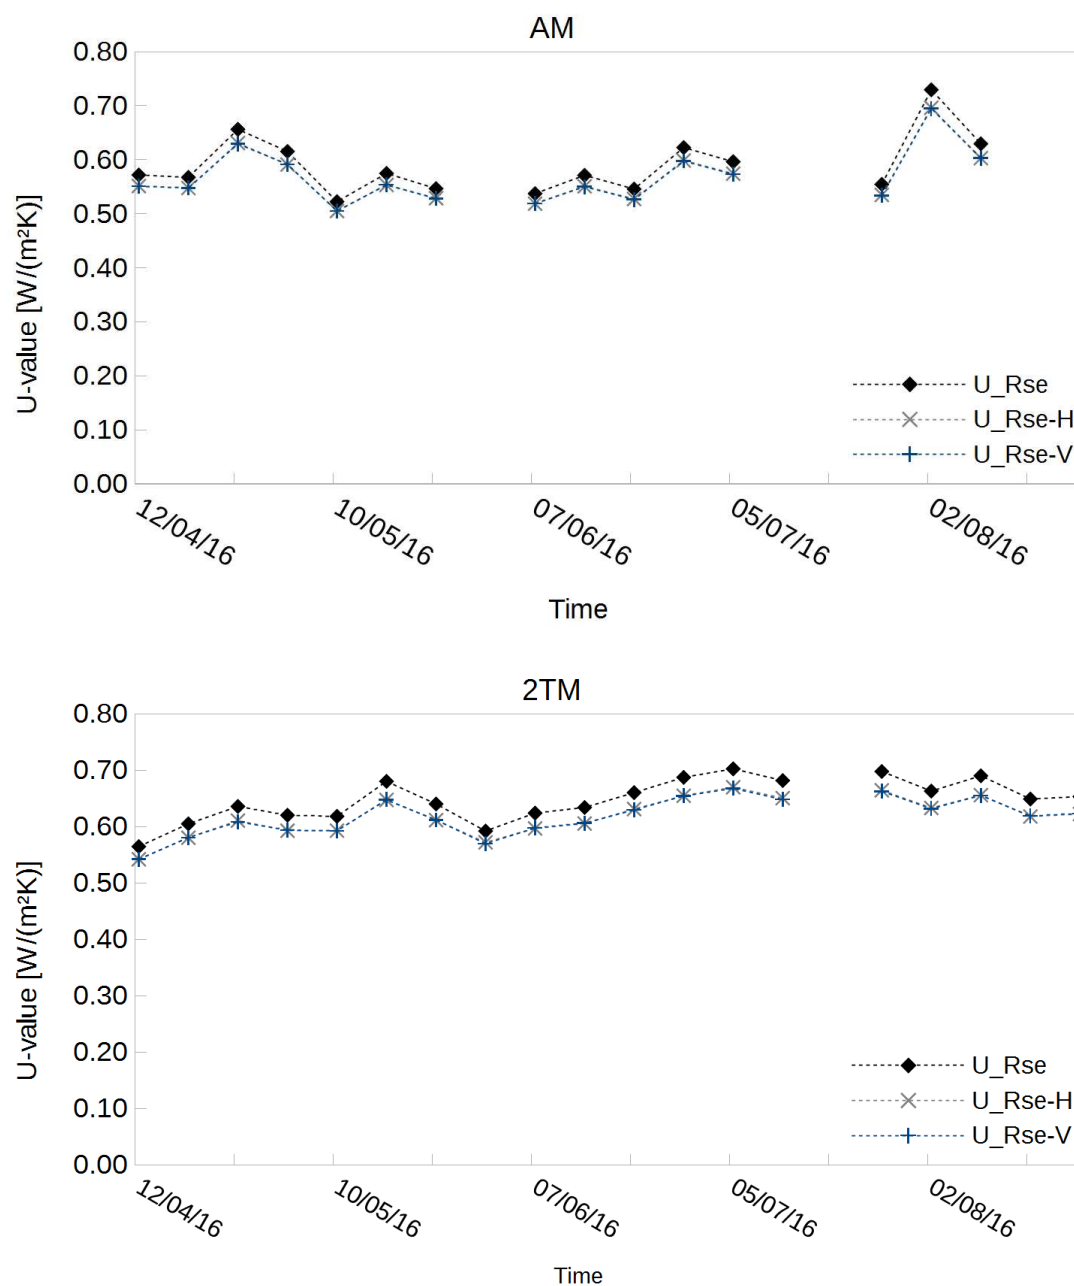 AM
0.80
0.70
0.60
0.50
0.40
0.30
0.20
0.10
0.00
U-value [W/(m²K)]
U_Rse
U_Rse-H
U_Rse-V
12/04/16 10/05/16 07/06/16 05/07/16 02/08/16
Time
2TM
0.80
0.70
0.60
0.50
0.40
0.30
0.20
0.10
0.00
U-value [W/(m²K)]
U_Rse
U_Rse-H
U_Rse-V
12/04/16 10/05/16 07/06/16 05/07/16 02/08/16
Time